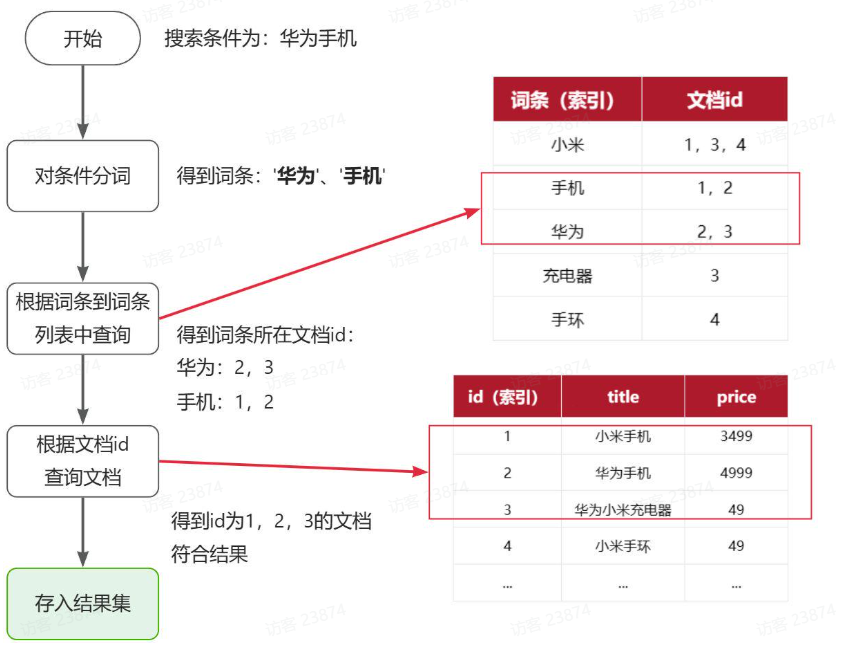 开始
搜索条件为：华为手机
对条件分词
得到词条：'华为'、'手机'
根据词条到词条
列表中查询
得到词条所在文档id：
华为：2，3
手机：1，2
根据文档id
查询文档
得到id为1，2，3的文档
符合结果
存入结果集
词条（索引） 文档id
小米 1，3，4
手机 1，2
华为 2，3
充电器 3
手环 4
id（索引） title price
1 小米手机 3499
2 华为手机 4999
3 华为小米充电器 49
4 小米手环 49
... ... ...
访客 23874